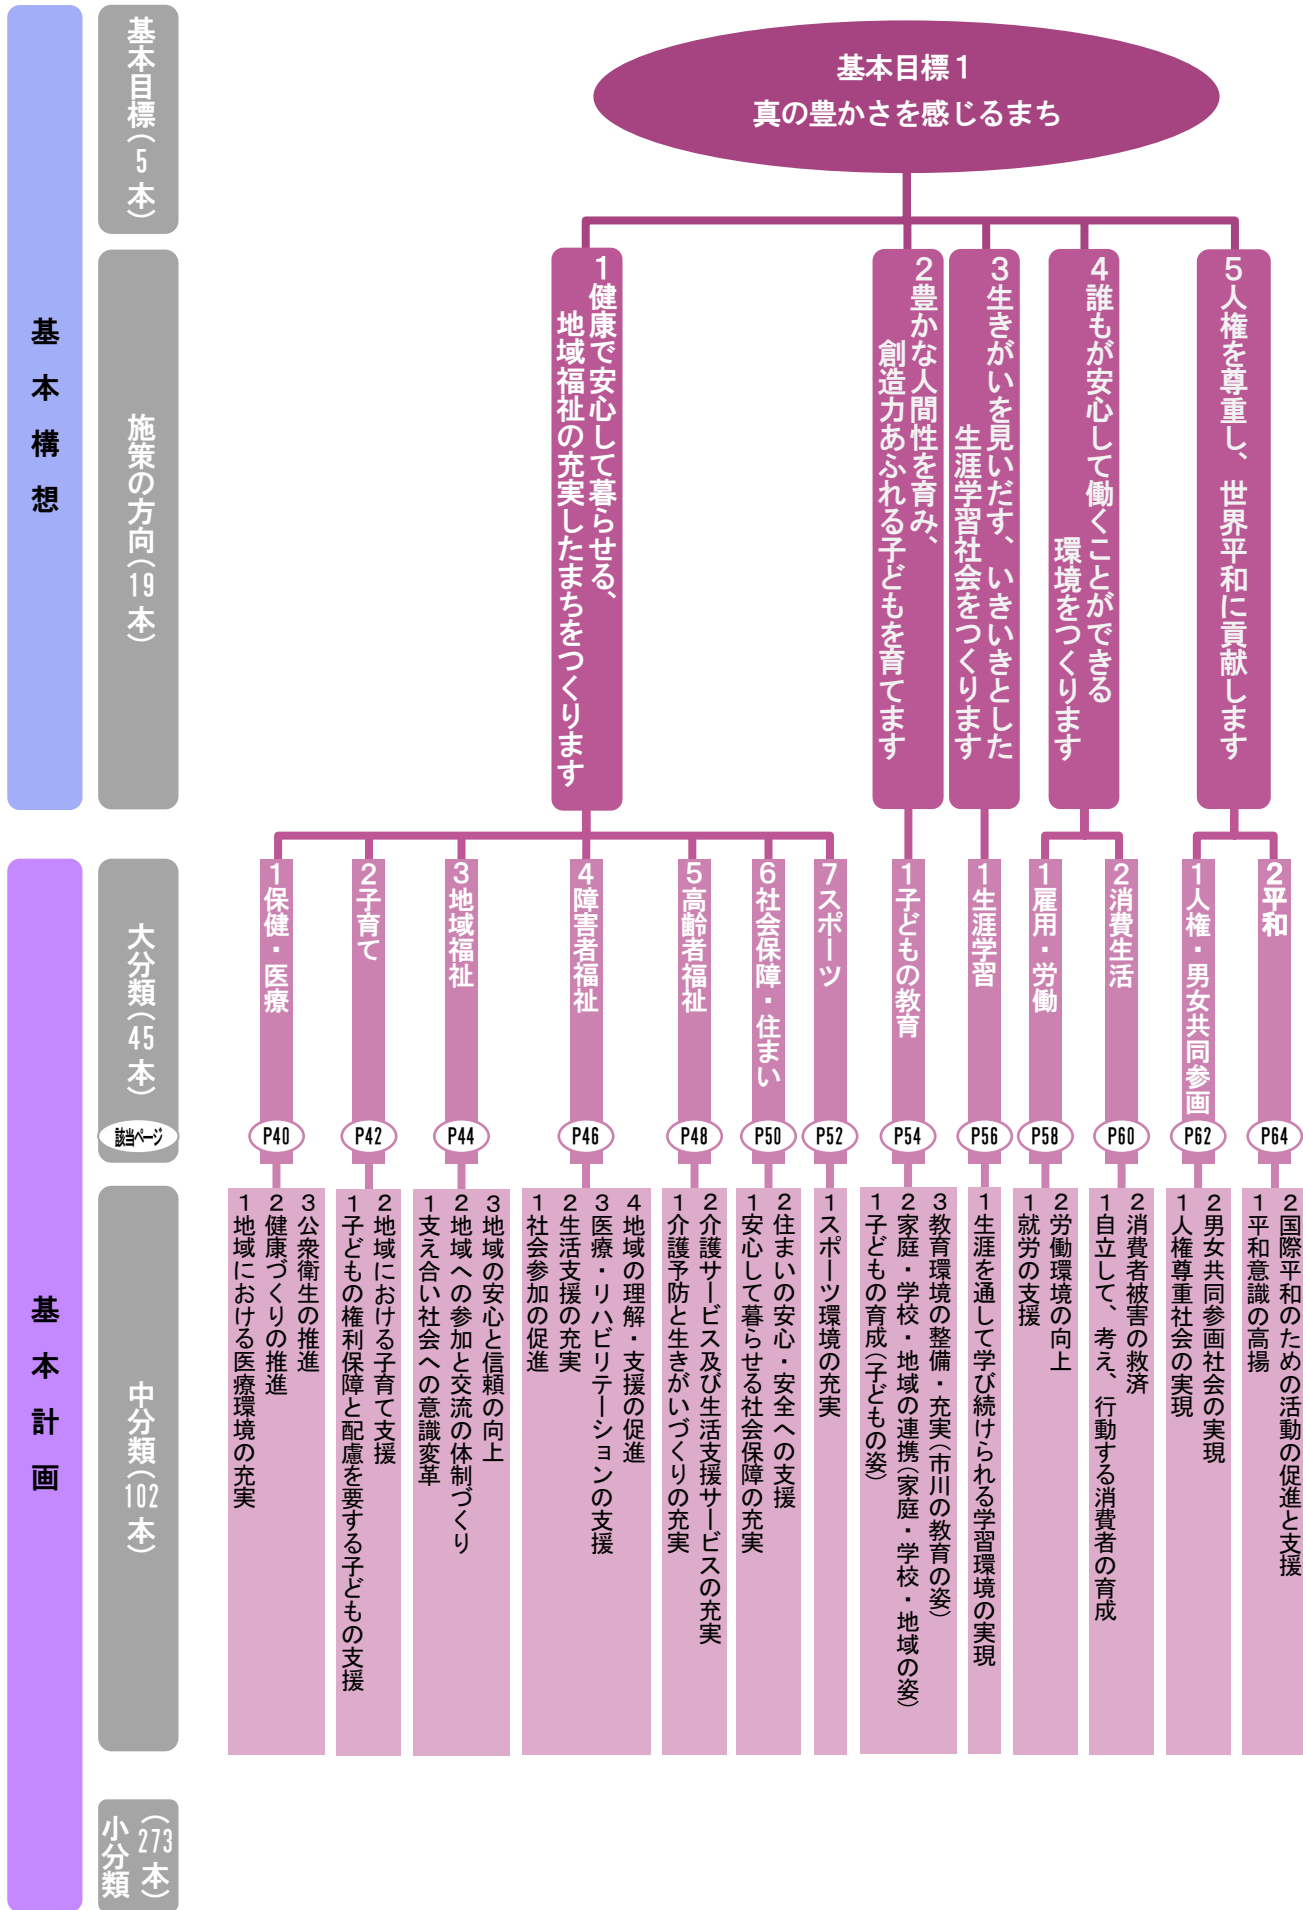 基本構想
基本計画
基本目標（5本）
施策の方向（19本）
大分類（45本）
該当ページ
中分類（102本）
小分類
（273本）
基本目標1
真の豊かさを感じるまち
1健康で安心して暮らせる、
地域福祉の充実したまちをつくります
2豊かな人間性を育み、
創造力あふれる子どもを育てます
3生きがいを見いだす、いきいきとした
生涯学習社会をつくります
4誰もが安心して働くことができる
環境をつくります
5人権を尊重し、世界平和に貢献します
1保健・医療
P40
1地域における医療環境の充実
2健康づくりの推進
3公衆衛生の推進
2子育て
P42
1子どもの権利保障と配慮を要する子どもの支援
2地域における子育て支援
3地域福祉
P44
1支え合い社会への意識変革
2地域への参加と交流の体制づくり
3地域の安心と信頼の向上
4障害者福祉
P46
1社会参加の促進
2生活支援の充実
3医療・リハビリテーションの支援
4地域の理解・支援の促進
5高齢者福祉
P48
1介護予防と生きがいづくりの充実
2介護サービス及び生活支援サービスの充実
6社会保障・住まい
P50
1安心して暮らせる社会保障の充実
2住まいの安心・安全への支援
7スポーツ
P52
1スポーツ環境の充実
1子どもの教育
P54
1子どもの育成（子どもの姿）
2家庭・学校・地域の連携（家庭・学校・地域の姿）
3教育環境の整備・充実（市川の教育の姿）
1生涯学習
P56
1生涯を通して学び続けられる学習環境の実現
1雇用・労働
P58
1就労の支援
2労働環境の向上
2消費生活
P60
1自立して、考え、行動する消費者の育成
2消費者被害の救済
1人権・男女共同参画
P62
1人権尊重社会の実現
2男女共同参画社会の実現
2平和
P64
1平和意識の高揚
2国際平和のための活動の促進と支援